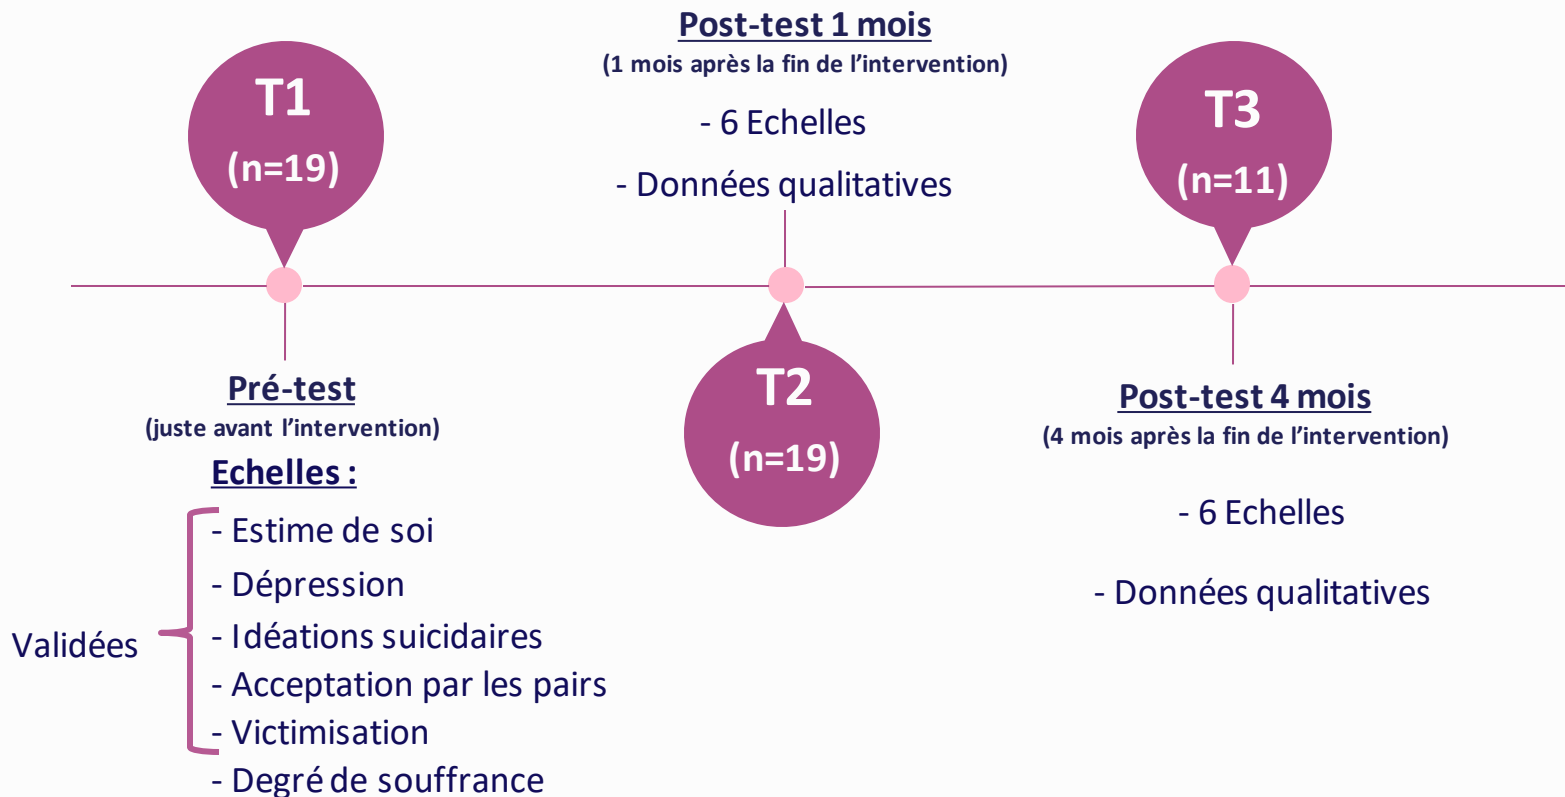 T1
(n=19)
Pré-test
(juste avant l’intervention)
Echelles :
Validées
- Estime de soi
- Dépression
- Idéations suicidaires
- Acceptation par les pairs
- Victimisation
- Degré de souffrance
Post-test 1 mois
(1 mois après la fin de l’intervention)
- 6 Echelles
- Données qualitatives
T2
(n=19)
T3
(n=11)
Post-test 4 mois
(4 mois après la fin de l’intervention)
- 6 Echelles
- Données qualitatives